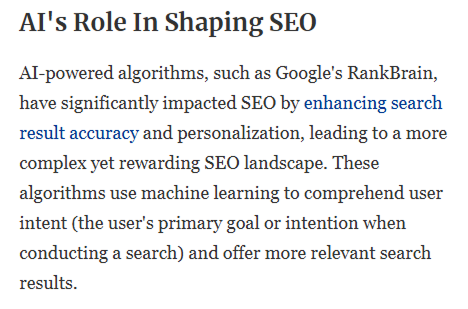 AI's Role In Shaping SEO
AI-powered algorithms, such as Google's RankBrain,
have significantly impacted SEO by enhancing search
result accuracy and personalization, leading to a more
complex yet rewarding SEO landscape. These
algorithms use machine learning to comprehend user
intent (the user's primary goal or intention when
conducting a search) and offer more relevant search
results.